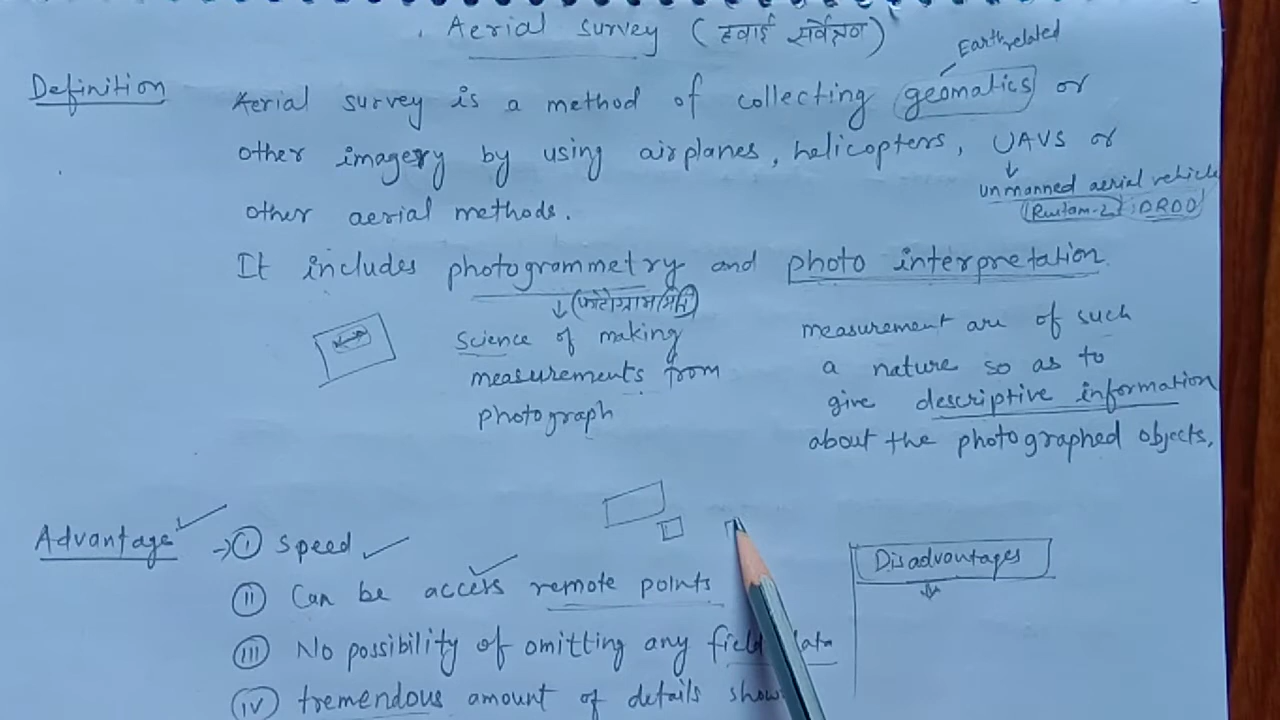 Aerial survey (हवाई सर्वेक्षण)
Earth related
Definition Aerial survey is a method of collecting geomatics or
other imagery by using airplanes, helicopters, UAVS or
unmanned aerial vehicle
other aerial methods. Rustom-2 : DRDO
It includes photogrammetry and photo interpretation.
(फोटोग्रामिति)
Science of making
measurements from
photograph
measurement are of such
a nature so as to
give descriptive information
about the photographed objects.
Advantage → (I) Speed
(II) Can be access remote points
(III) No possibility of omitting any field data
(IV) tremendous amount of details
Disadvantages